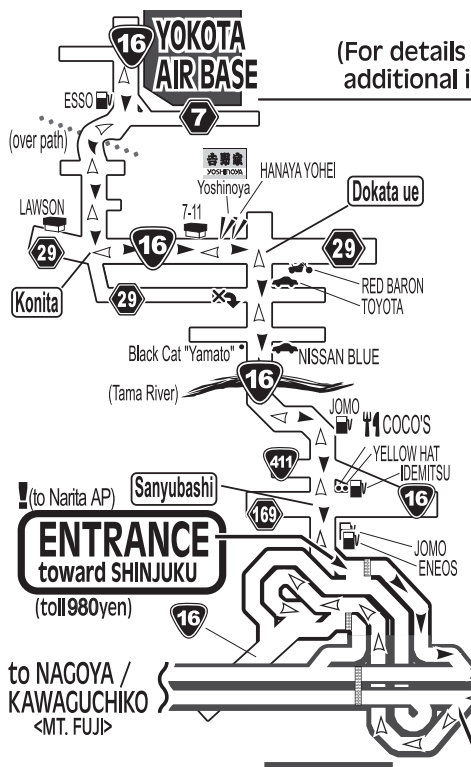 16
YOKOTA
AIR BASE
(For details
additional i
ESSO
7
(over path)
吉野家
YOSHINOYA
Yoshinoya
HANAYA YOHEI
LAWSON
7-11
Dokata ue
29
16
29
Konita
29
RED BARON
TOYOTA
Black Cat "Yamato"
NISSAN BLUE
(Tama River)
16
JOMO
COCO'S
411
YELLOW HAT
IDEMITSU
16
!(to Narita AP)
Sanyubashi
169
ENTRANCE
toward SHINJUKU
(toll 980yen)
JOMO
ENEOS
16
to NAGOYA /
KAWAGUCHIKO
<MT. FUJI>